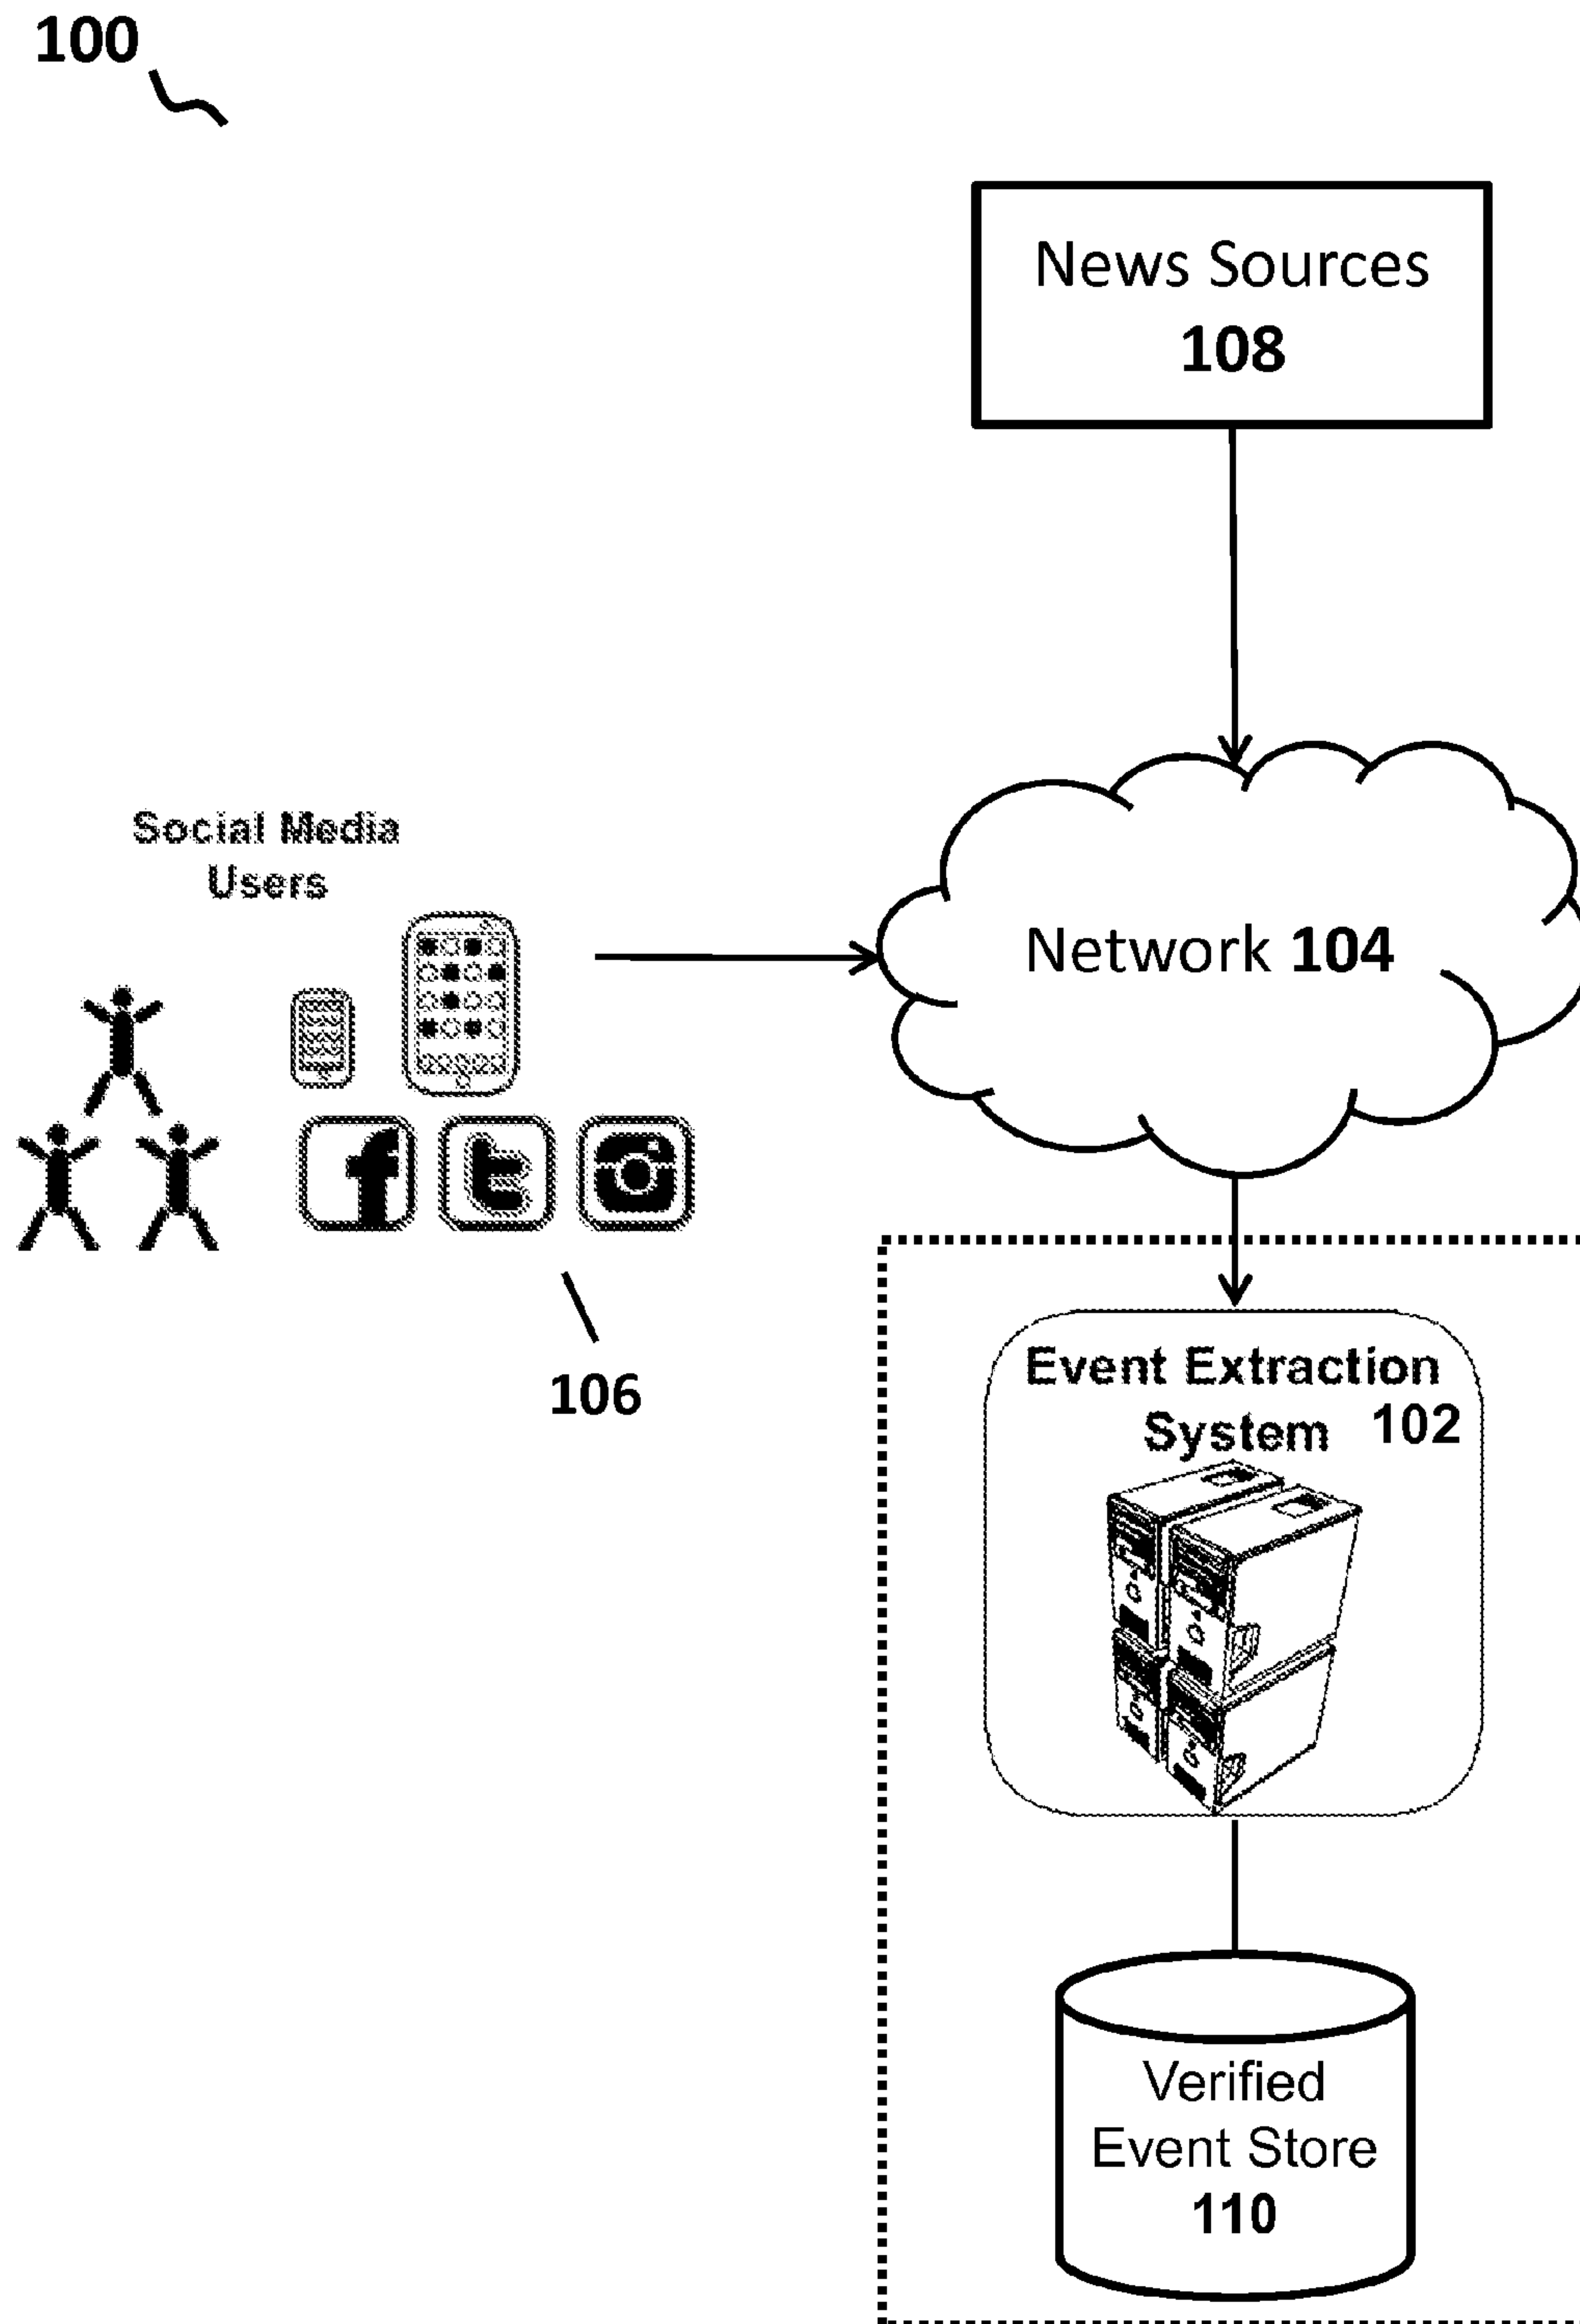 100
News Sources
108
Social Media
Users
Network 104
106
Event Extraction
System 102
Verified
Event Store
110